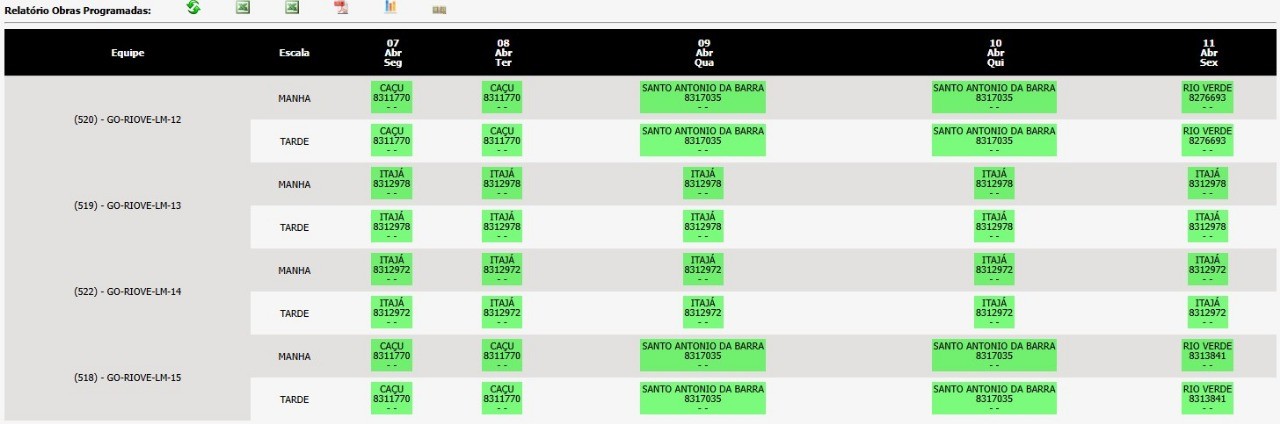 Relatório Obras Programadas:
Equipe Escala 07 Abr Seg 08 Abr Ter 09 Abr Qua 10 Abr Qui 11 Abr Sex
(520) - GO-RIOVE-LM-12
MANHA
CAÇU 8311770 - -
CAÇU 8311770 - -
SANTO ANTONIO DA BARRA 8317035 - -
SANTO ANTONIO DA BARRA 8317035 - -
RIO VERDE 8276693 - -
TARDE
CAÇU 8311770 - -
CAÇU 8311770 - -
SANTO ANTONIO DA BARRA 8317035 - -
SANTO ANTONIO DA BARRA 8317035 - -
RIO VERDE 8276693 - -
(519) - GO-RIOVE-LM-13
MANHA
ITAJÁ 8312978 - -
ITAJÁ 8312978 - -
ITAJÁ 8312978 - -
ITAJÁ 8312978 - -
ITAJÁ 8312978 - -
TARDE
ITAJÁ 8312978 - -
ITAJÁ 8312978 - -
ITAJÁ 8312978 - -
ITAJÁ 8312978 - -
ITAJÁ 8312978 - -
(522) - GO-RIOVE-LM-14
MANHA
ITAJÁ 8312972 - -
ITAJÁ 8312972 - -
ITAJÁ 8312972 - -
ITAJÁ 8312972 - -
ITAJÁ 8312972 - -
TARDE
ITAJÁ 8312972 - -
ITAJÁ 8312972 - -
ITAJÁ 8312972 - -
ITAJÁ 8312972 - -
ITAJÁ 8312972 - -
(518) - GO-RIOVE-LM-15
MANHA
CAÇU 8311770 - -
CAÇU 8311770 - -
SANTO ANTONIO DA BARRA 8317035 - -
SANTO ANTONIO DA BARRA 8317035 - -
RIO VERDE 8313841 - -
TARDE
CAÇU 8311770 - -
CAÇU 8311770 - -
SANTO ANTONIO DA BARRA 8317035 - -
SANTO ANTONIO DA BARRA 8317035 - -
RIO VERDE 8313841 - -